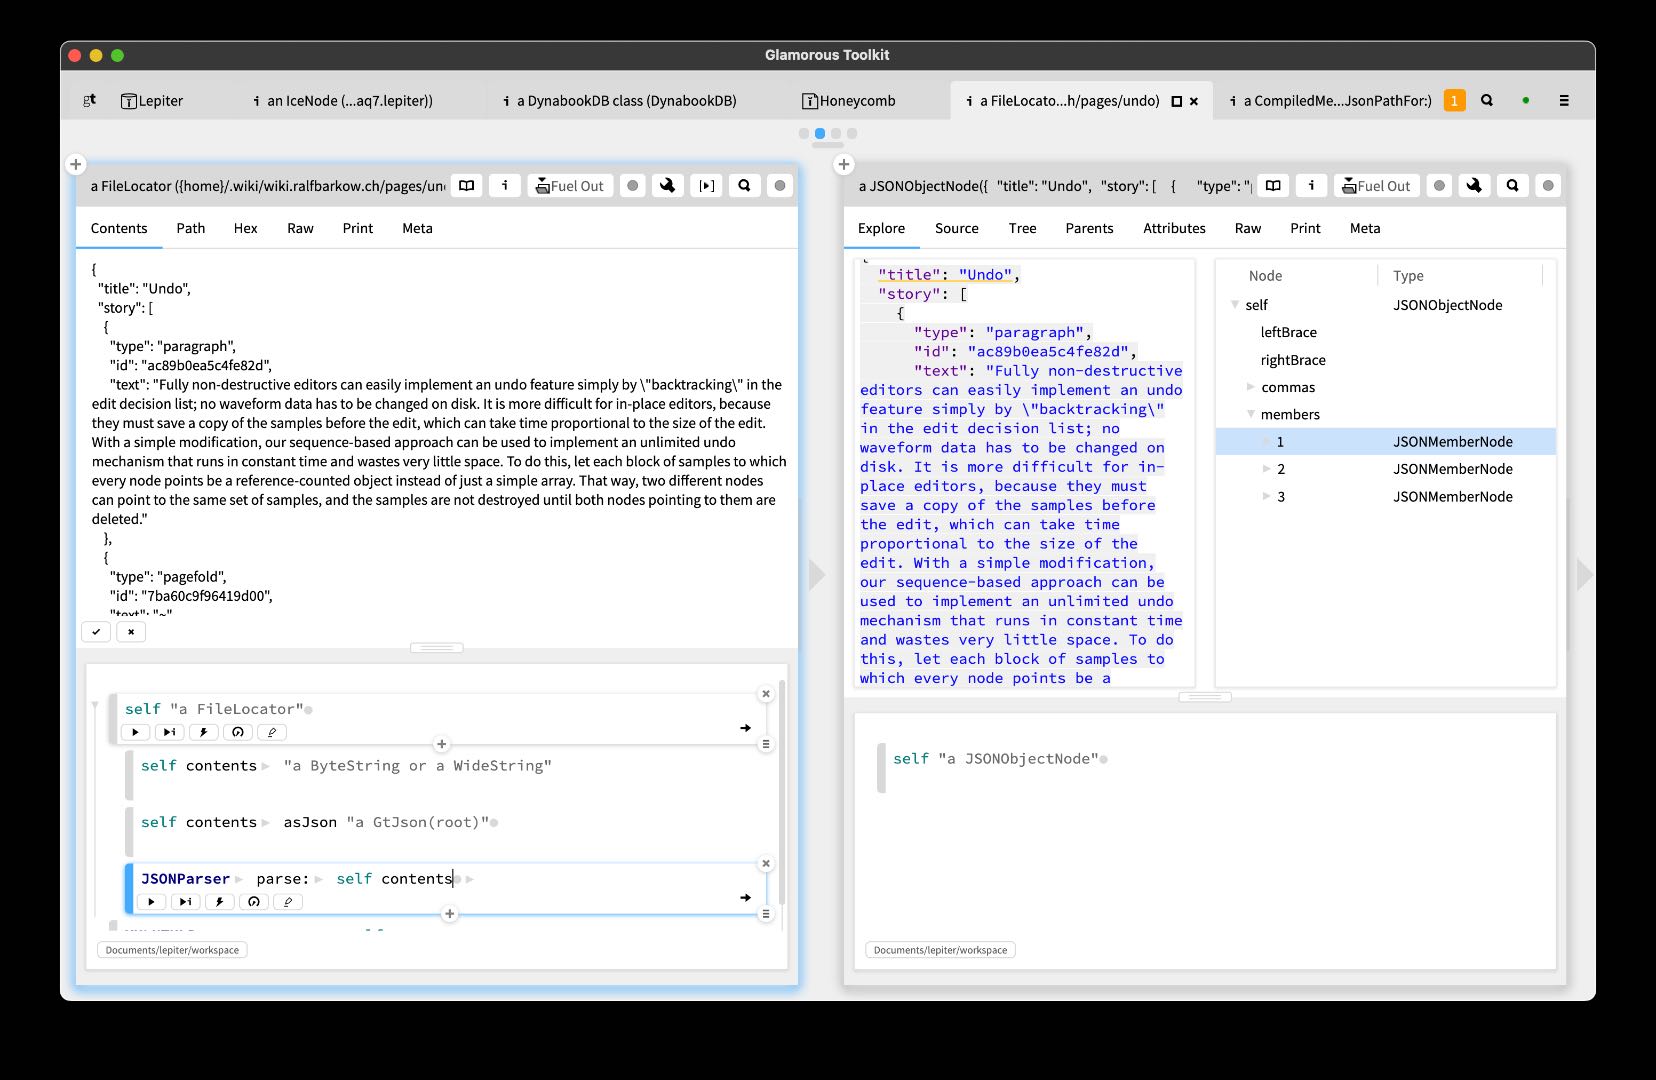 Glamorous Toolkit
gt Lepiter i an IceNode (...aq7.lepiter)) i a DynabookDB class (DynabookDB) Honeycomb i a FileLocato...h/pages/undo) i a CompiledMe...JsonPathFor:) 1
a FileLocator ({home}/.wiki/wiki.ralfbarkow.ch/pages/un i Fuel Out
Contents Path Hex Raw Print Meta
{
"title": "Undo",
"story": [
{
"type": "paragraph",
"id": "ac89b0ea5c4fe82d",
"text": "Fully non-destructive editors can easily implement an undo feature simply by \"backtracking\" in the
edit decision list; no waveform data has to be changed on disk. It is more difficult for in-place editors, because
they must save a copy of the samples before the edit, which can take time proportional to the size of the edit.
With a simple modification, our sequence-based approach can be used to implement an unlimited undo
mechanism that runs in constant time and wastes very little space. To do this, let each block of samples to which
every node points be a reference-counted object instead of just a simple array. That way, two different nodes
can point to the same set of samples, and the samples are not destroyed until both nodes pointing to them are
deleted."
},
{
"type": "pagefold",
"id": "7ba60c9f96419d00",
"text": "~"
self "a FileLocator"
self contents "a ByteString or a WideString"
self contents asJson "a GtJson(root)"
JSONParser parse: self contents
Documents/lepiter/workspace
a JSONObjectNode({ "title": "Undo", "story": [ { "type": " i Fuel Out
Explore Source Tree Parents Attributes Raw Print Meta
"title": "Undo",
"story": [
{
"type": "paragraph",
"id": "ac89b0ea5c4fe82d",
"text": "Fully non-destructive
editors can easily implement an undo
feature simply by \"backtracking\"
in the edit decision list; no
waveform data has to be changed on
disk. It is more difficult for in-
place editors, because they must
save a copy of the samples before
the edit, which can take time
proportional to the size of the
edit. With a simple modification,
our sequence-based approach can be
used to implement an unlimited undo
mechanism that runs in constant time
and wastes very little space. To do
this, let each block of samples to
which every node points be a
Node Type
self JSONObjectNode
leftBrace
rightBrace
commas
members
1 JSONMemberNode
2 JSONMemberNode
3 JSONMemberNode
self "a JSONObjectNode"
Documents/lepiter/workspace